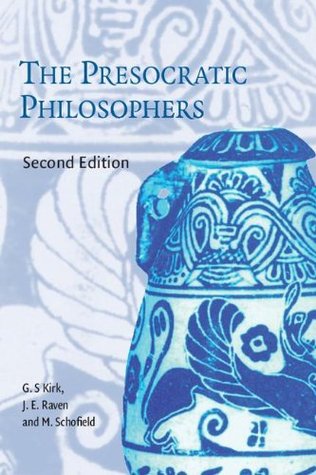 THE PRESOCRATIC
PHILOSOPHERS
Second Edition
G. S Kirk,
J. E. Raven
and M. Schofield